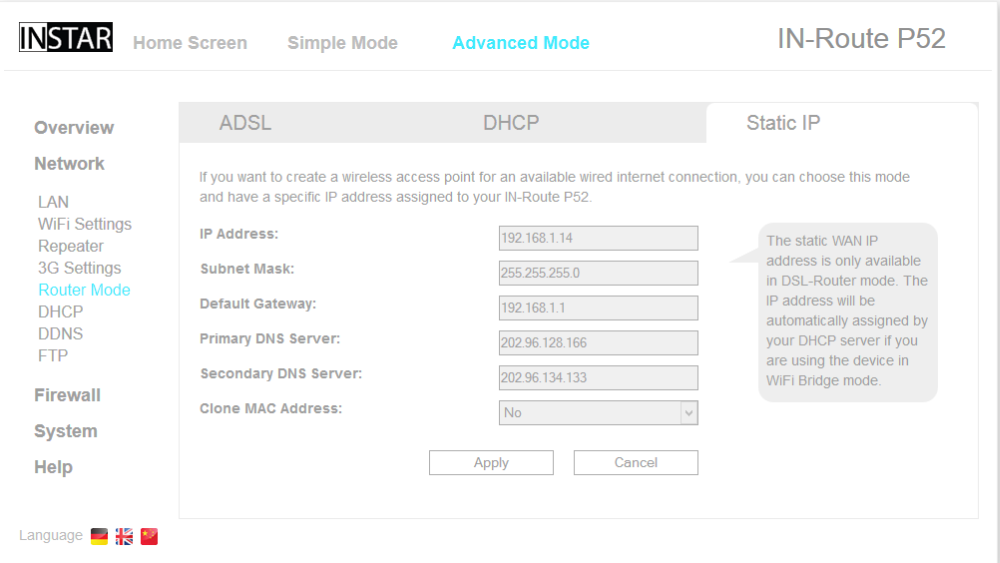 INSTAR Home Screen Simple Mode Advanced Mode IN-Route P52
Overview
Network
LAN
WiFi Settings
Repeater
3G Settings
Router Mode
DHCP
DDNS
FTP
Firewall
System
Help
Language
ADSL DHCP Static IP
If you want to create a wireless access point for an available wired internet connection, you can choose this mode
and have a specific IP address assigned to your IN-Route P52.
IP Address: 192.168.1.14
Subnet Mask: 255.255.255.0
Default Gateway: 192.168.1.1
Primary DNS Server: 202.96.128.166
Secondary DNS Server: 202.96.134.133
Clone MAC Address: No
Apply Cancel
The static WAN IP
address is only available
in DSL-Router mode. The
IP address will be
automatically assigned by
your DHCP server if you
are using the device in
WiFi Bridge mode.